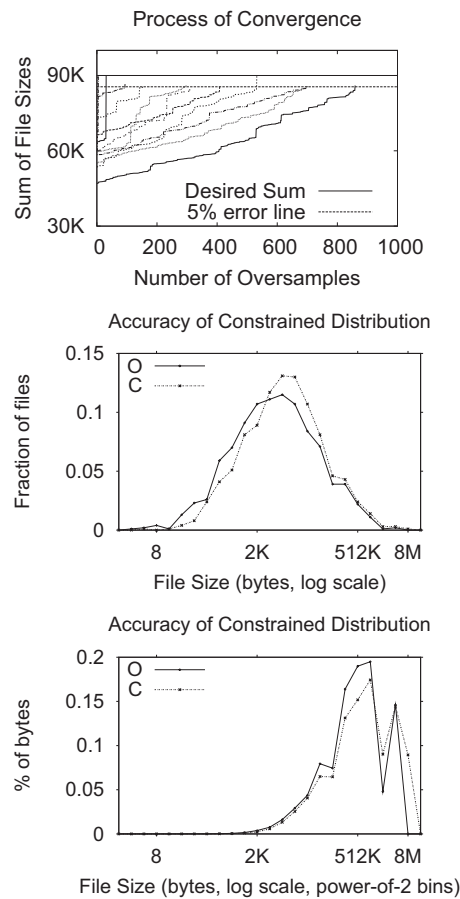 Process of Convergence
90K
60K
30K
Sum of File Sizes
Desired Sum
5% error line
0 200 400 600 800 1000
Number of Oversamples
Accuracy of Constrained Distribution
0.15
0.1
0.05
0
Fraction of files
O
C
8 2K 512K 8M
File Size (bytes, log scale)
Accuracy of Constrained Distribution
0.2
0.15
0.1
0.05
0
% of bytes
O
C
8 2K 512K 8M
File Size (bytes, log scale, power-of-2 bins)